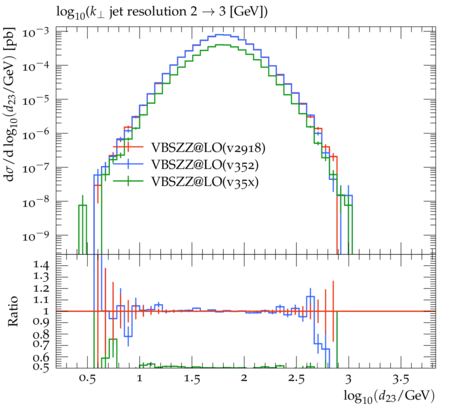 log₁₀(k⊥ jet resolution 2 → 3 [GeV])
dσ/d log₁₀(d₂₃/GeV) [pb]
10⁻³
10⁻⁴
10⁻⁵
10⁻⁶
10⁻⁷
10⁻⁸
10⁻⁹
VBSZZ@LO(v2918)
VBSZZ@LO(v352)
VBSZZ@LO(v35x)
Ratio
1.4
1.3
1.2
1.1
1
0.9
0.8
0.7
0.6
0.5
0.5 1 1.5 2 2.5 3 3.5
log₁₀(d₂₃/GeV)